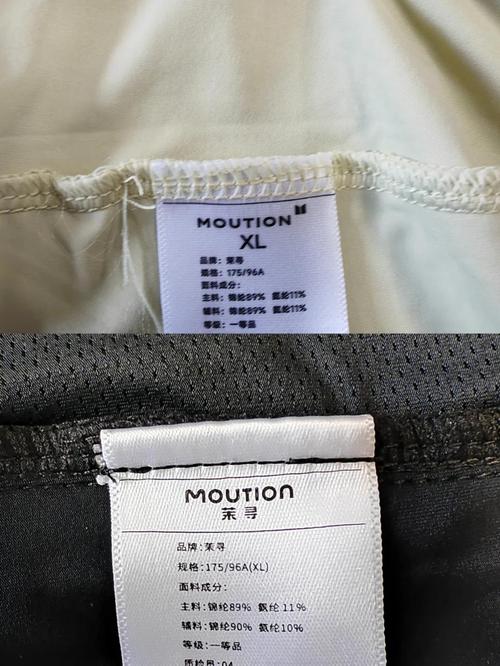 MOUTION
XL
品牌：茉寻
规格：175/96A
面料成分：
主料：锦纶89% 氨纶11%
辅料：锦纶89% 氨纶11%
等级：一等品
MOUTION
茉寻
品牌：茉寻
规格：175/96A(XL)
面料成分：
主料：锦纶89% 氨纶11%
辅料：锦纶90% 氨纶10%
等级：一等品
质检员：04